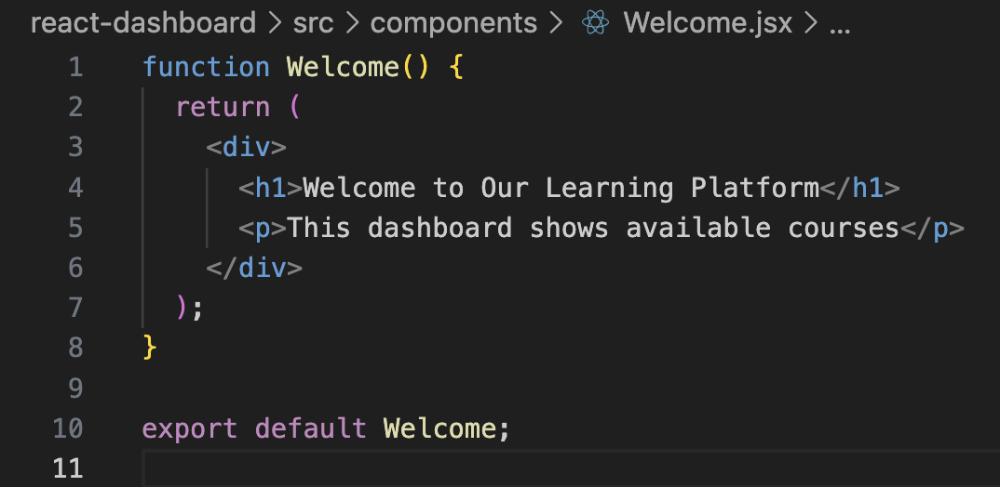 react-dashboard > src > components > Welcome.jsx > ...
1 function Welcome() {
2   return (
3     <div>
4       <h1>Welcome to Our Learning Platform</h1>
5       <p>This dashboard shows available courses</p>
6     </div>
7   );
8 }
9
10 export default Welcome;
11